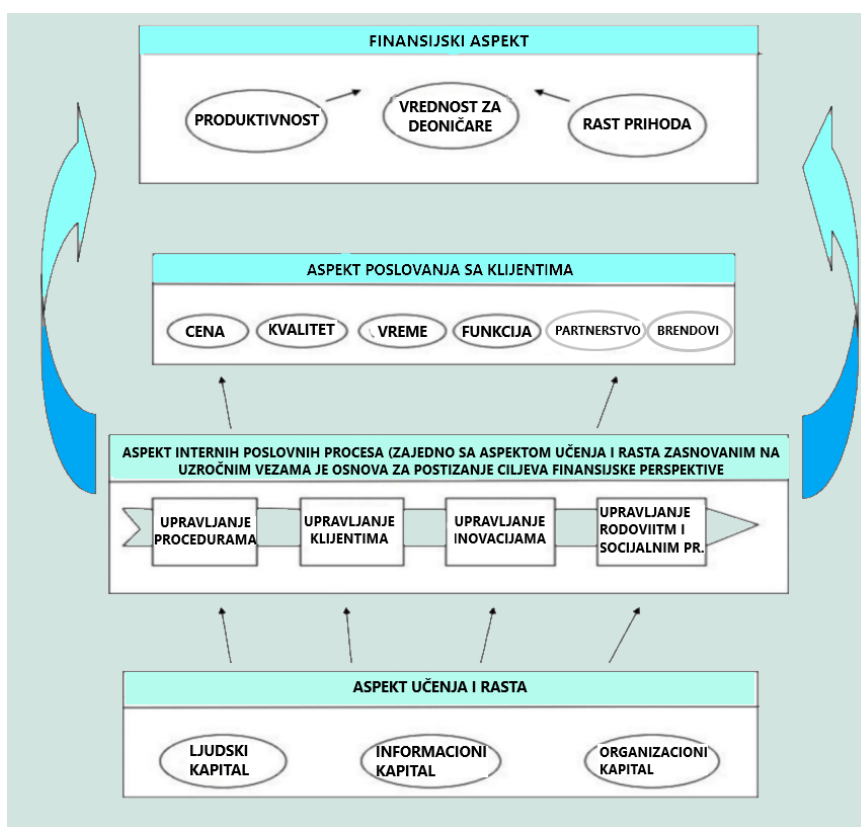 FINANSIJSKI ASPEKT
PRODUKTIVNOST
VREDNOST ZA
DEONIČARE
RAST PRIHODA
ASPEKT POSLOVANJA SA KLIJENTIMA
CENA
KVALITET
VREME
FUNKCIJA
PARTNERSTVO
BRENDOVI
ASPEKT INTERNIH POSLOVNIH PROCESA (ZAJEDNO SA ASPEKTOM UČENJA I RASTA ZASNOVANIM NA
UZROČNIM VEZAMA JE OSNOVA ZA POSTIZANJE CILJEVA FINANSIJSKE PERSPEKTIVE
UPRAVLJANJE
PROCEDURAMA
UPRAVLJANJE
KLIJENTIMA
UPRAVLJANJE
INOVACIJAMA
UPRAVLJANJE
RODOVIITM I
SOCIJALNIM PR.
ASPEKT UČENJA I RASTA
LJUDSKI
KAPITAL
INFORMACIONI
KAPITAL
ORGANIZACIONI
KAPITAL